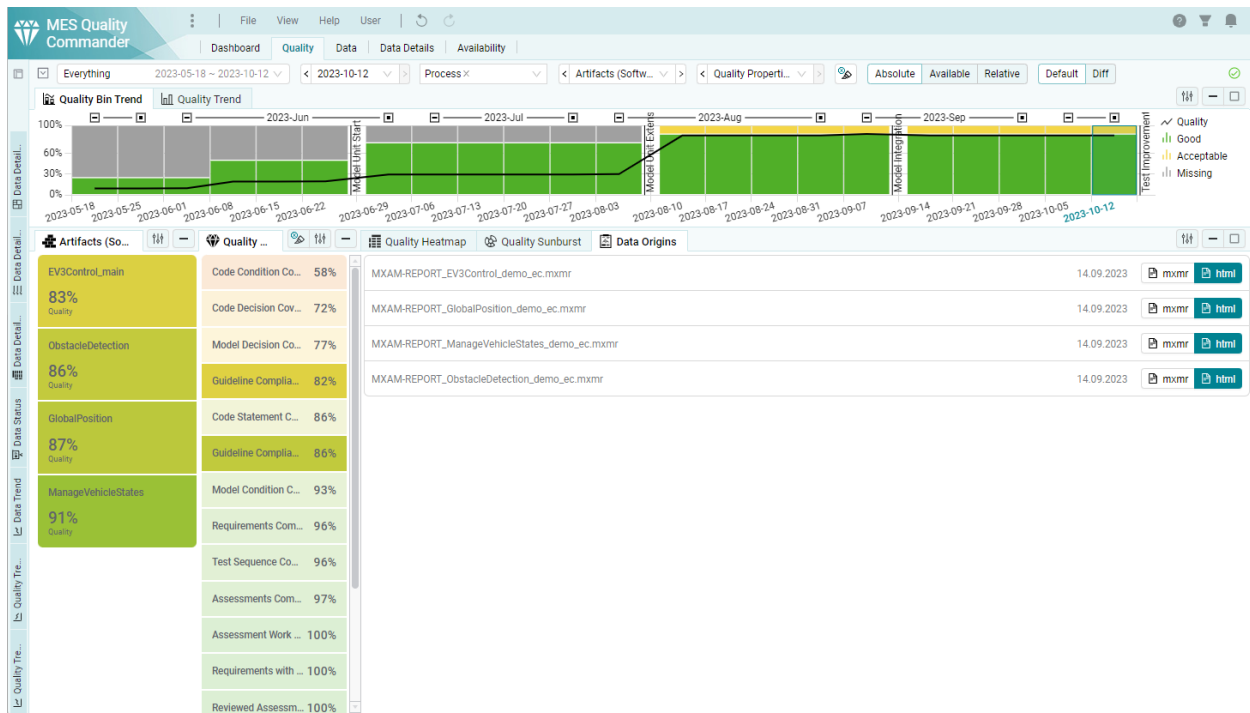 MES Quality
Commander
File View Help User
Dashboard Quality Data Data Details Availability
Everything 2023-05-18 ~ 2023-10-12 2023-10-12 Process Artifacts (Softw... Quality Properti... Absolute Available Relative Default Diff
Quality Bin Trend Quality Trend
2023-Jun 2023-Jul 2023-Aug 2023-Sep
100%
60%
30%
0%
Model Unit Start
Model Unit Extens
Model Integration
Test Improvement
Quality
Good
Acceptable
Missing
2023-05-18 2023-05-25 2023-06-01 2023-06-08 2023-06-15 2023-06-22 2023-06-29 2023-07-06 2023-07-13 2023-07-20 2023-07-27 2023-08-03 2023-08-10 2023-08-17 2023-08-24 2023-08-31 2023-09-07 2023-09-14 2023-09-21 2023-09-28 2023-10-05 2023-10-12
Data Detail...
Data Detail...
Data Detail...
Data Status
Data Trend
Quality Tre...
Quality Tre...
Artifacts (So...
EV3Control_main
83%
Quality
ObstacleDetection
86%
Quality
GlobalPosition
87%
Quality
ManageVehicleStates
91%
Quality
Quality ...
Code Condition Co... 58%
Code Decision Cov... 72%
Model Decision Co... 77%
Guideline Complia... 82%
Code Statement C... 86%
Guideline Complia... 86%
Model Condition C... 93%
Requirements Com... 96%
Test Sequence Co... 96%
Assessments Com... 97%
Assessment Work ... 100%
Requirements with ... 100%
Reviewed Assessm... 100%
Quality Heatmap Quality Sunburst Data Origins
MXAM-REPORT_EV3Control_demo_ec.mxmr 14.09.2023 mxmr html
MXAM-REPORT_GlobalPosition_demo_ec.mxmr 14.09.2023 mxmr html
MXAM-REPORT_ManageVehicleStates_demo_ec.mxmr 14.09.2023 mxmr html
MXAM-REPORT_ObstacleDetection_demo_ec.mxmr 14.09.2023 mxmr html